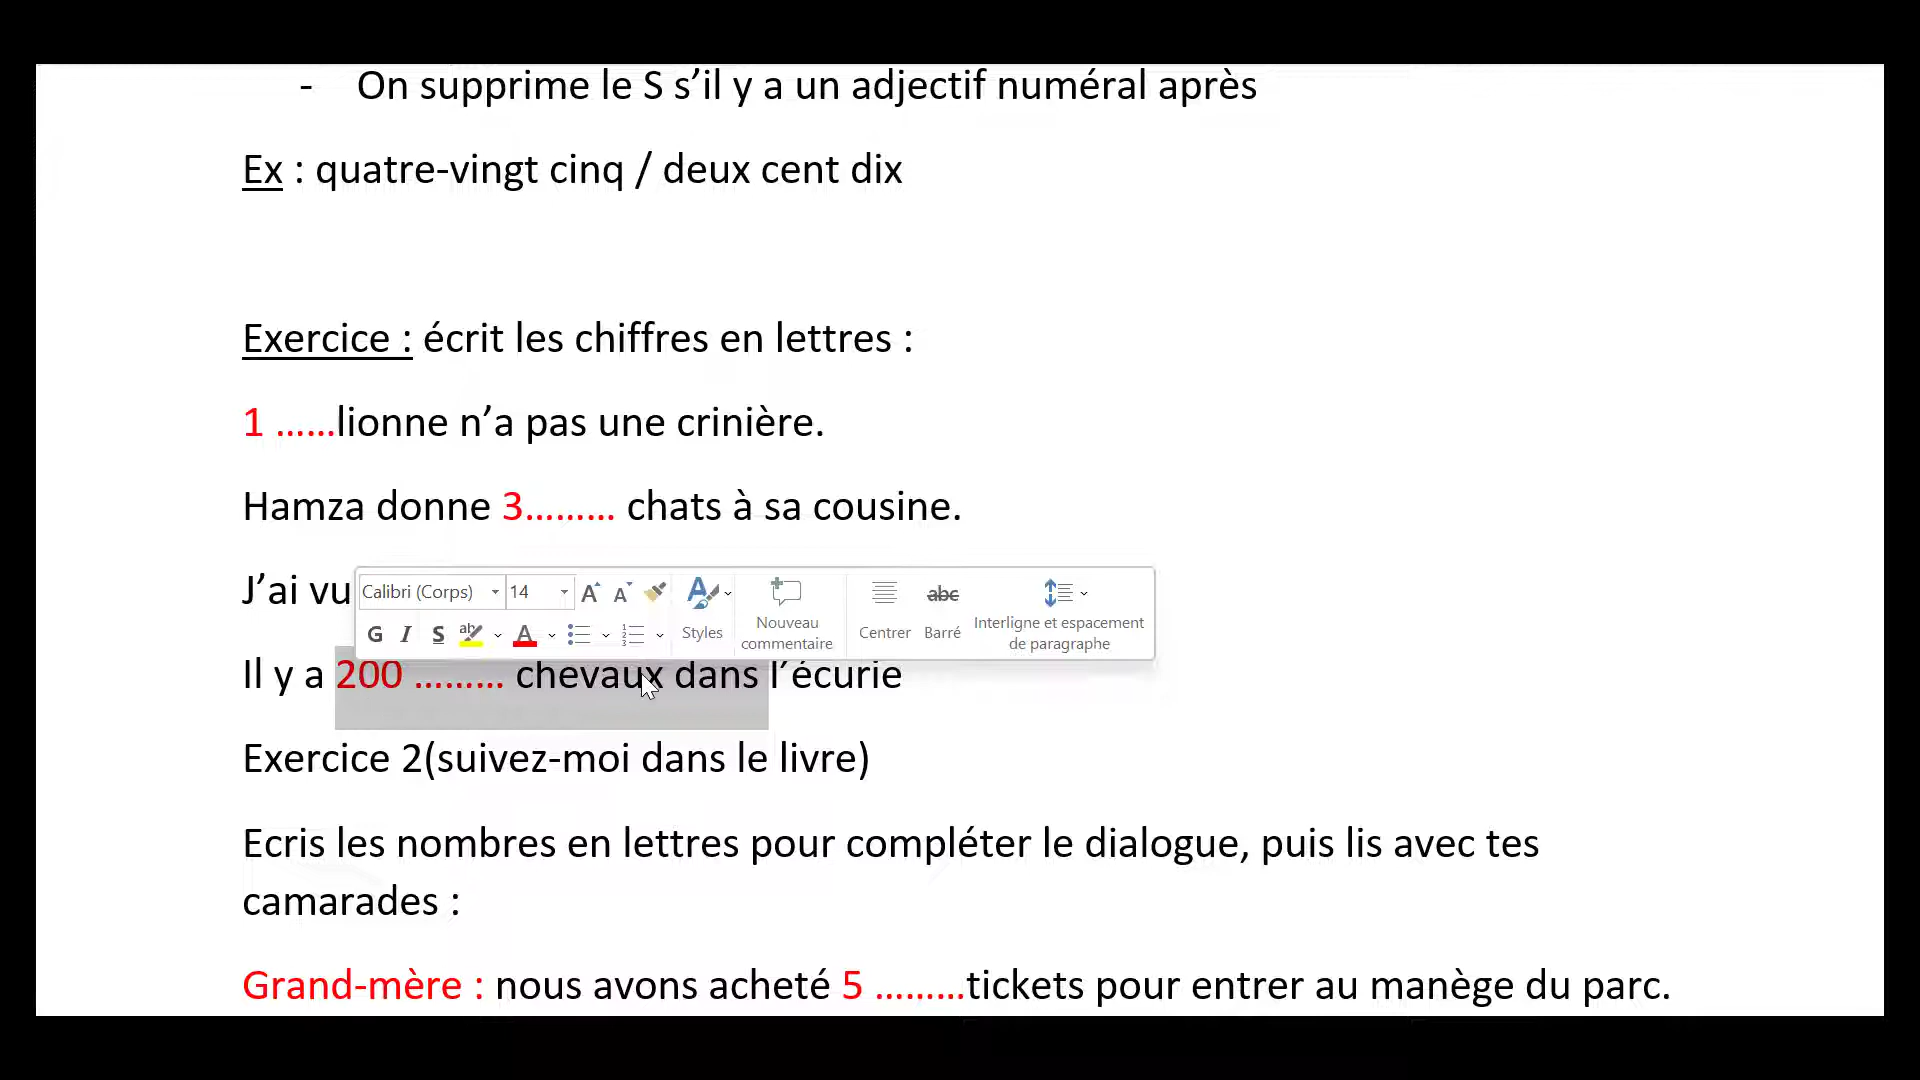 - On supprime le S s’il y a un adjectif numéral après
Ex : quatre-vingt cinq / deux cent dix
Exercice : écrit les chiffres en lettres :
1 ......lionne n’a pas une crinière.
Hamza donne 3......... chats à sa cousine.
J’ai vu
Calibri (Corps) 14 A A
G I S ab A Styles
Nouveau
commentaire
Centrer
abc
Barré
Interligne et espacement
de paragraphe
Il y a 200 ......... chevaux dans l’écurie
Exercice 2(suivez-moi dans le livre)
Ecris les nombres en lettres pour compléter le dialogue, puis lis avec tes
camarades :
Grand-mère : nous avons acheté 5 .........tickets pour entrer au manège du parc.